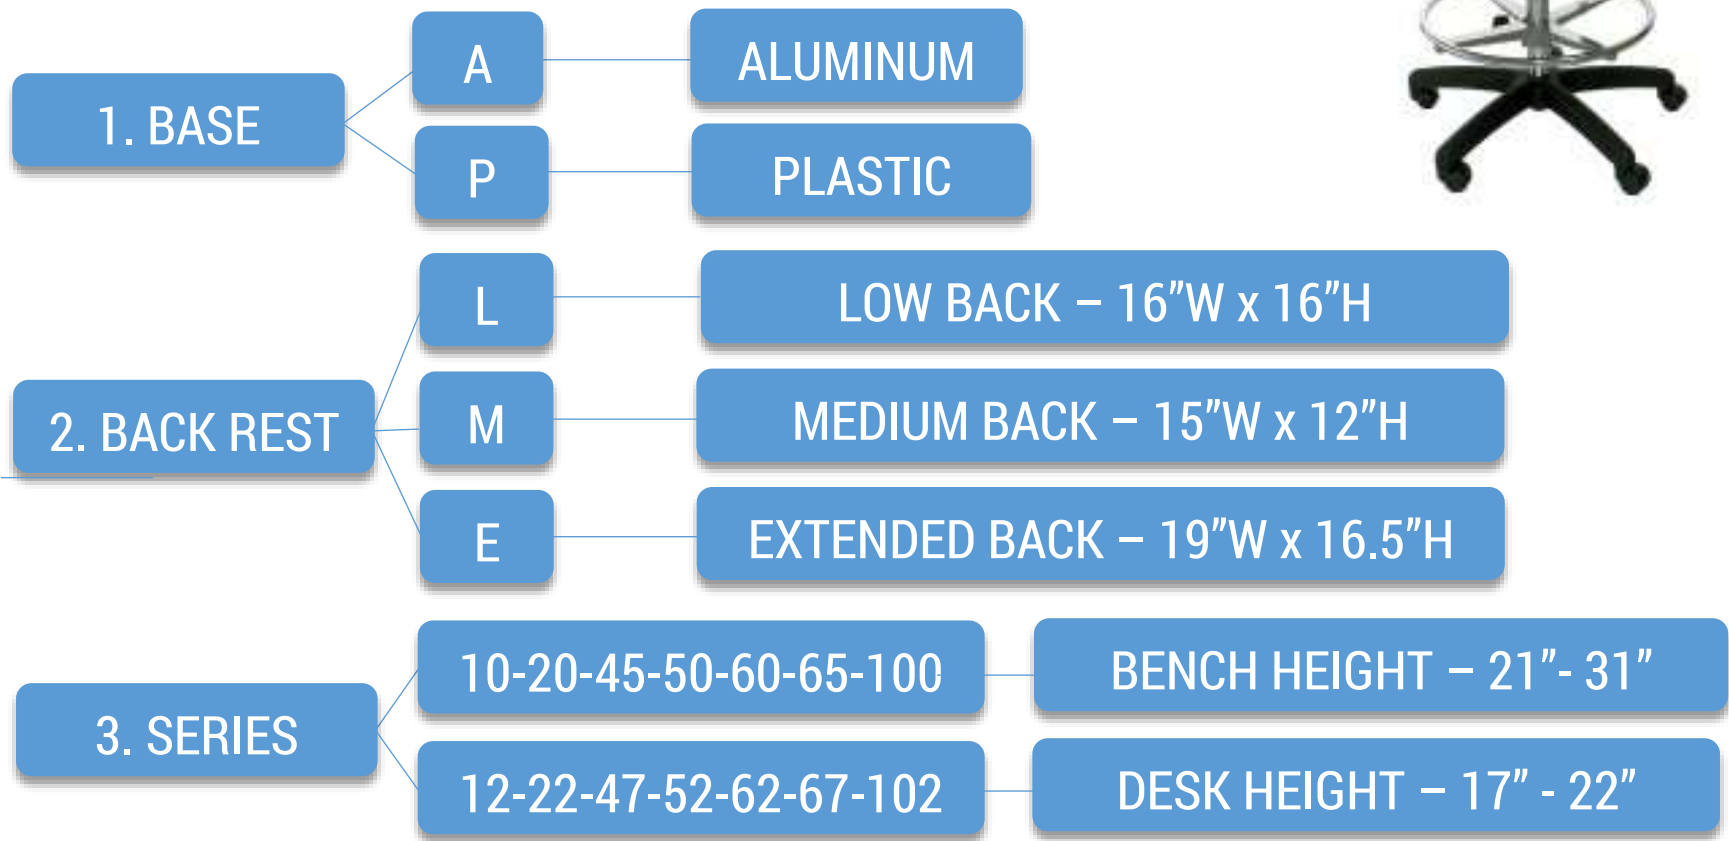 1. BASE
A
ALUMINUM
P
PLASTIC
2. BACK REST
L
LOW BACK – 16”W x 16”H
M
MEDIUM BACK – 15”W x 12”H
E
EXTENDED BACK – 19”W x 16.5”H
3. SERIES
10-20-45-50-60-65-100
BENCH HEIGHT – 21”- 31”
12-22-47-52-62-67-102
DESK HEIGHT – 17” - 22”